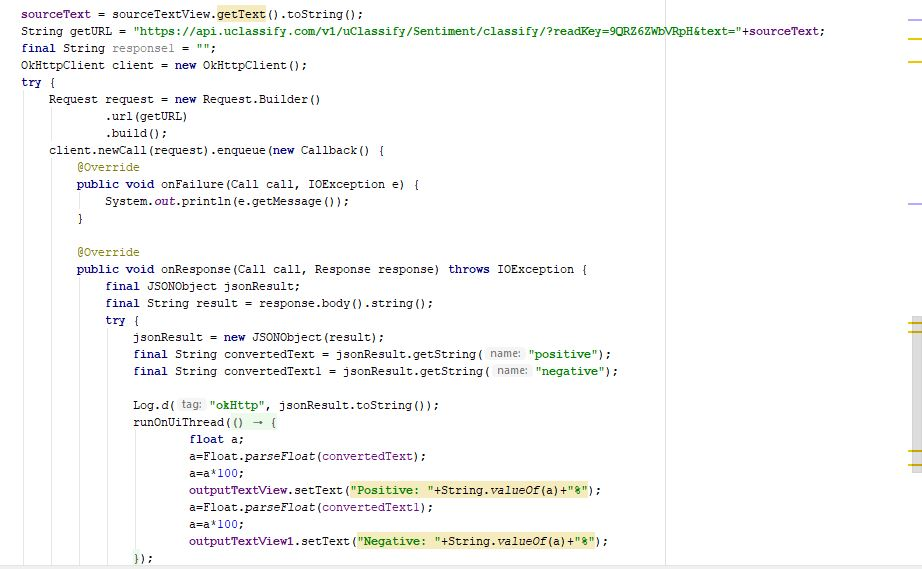 sourceText = sourceTextView.getText().toString();
String getURL = "https://api.uclassify.com/v1/uClassify/Sentiment/classify/?readKey=9QRZ6ZWbVRpH&text="+sourceText;
final String response1 = "";
OkHttpClient client = new OkHttpClient();
try {
Request request = new Request.Builder()
.url(getURL)
.build();
client.newCall(request).enqueue(new Callback() {
@Override
public void onFailure(Call call, IOException e) {
System.out.println(e.getMessage());
}
@Override
public void onResponse(Call call, Response response) throws IOException {
final JSONObject jsonResult;
final String result = response.body().string();
try {
jsonResult = new JSONObject(result);
final String convertedText = jsonResult.getString( name: "positive");
final String convertedText1 = jsonResult.getString( name: "negative");
Log.d( tag: "okHttp", jsonResult.toString());
runOnUiThread(() → {
float a;
a=Float.parseFloat(convertedText);
a=a*100;
outputTextView.setText("Positive: "+String.valueOf(a)+"%");
a=Float.parseFloat(convertedText1);
a=a*100;
outputTextView1.setText("Negative: "+String.valueOf(a)+"%");
});